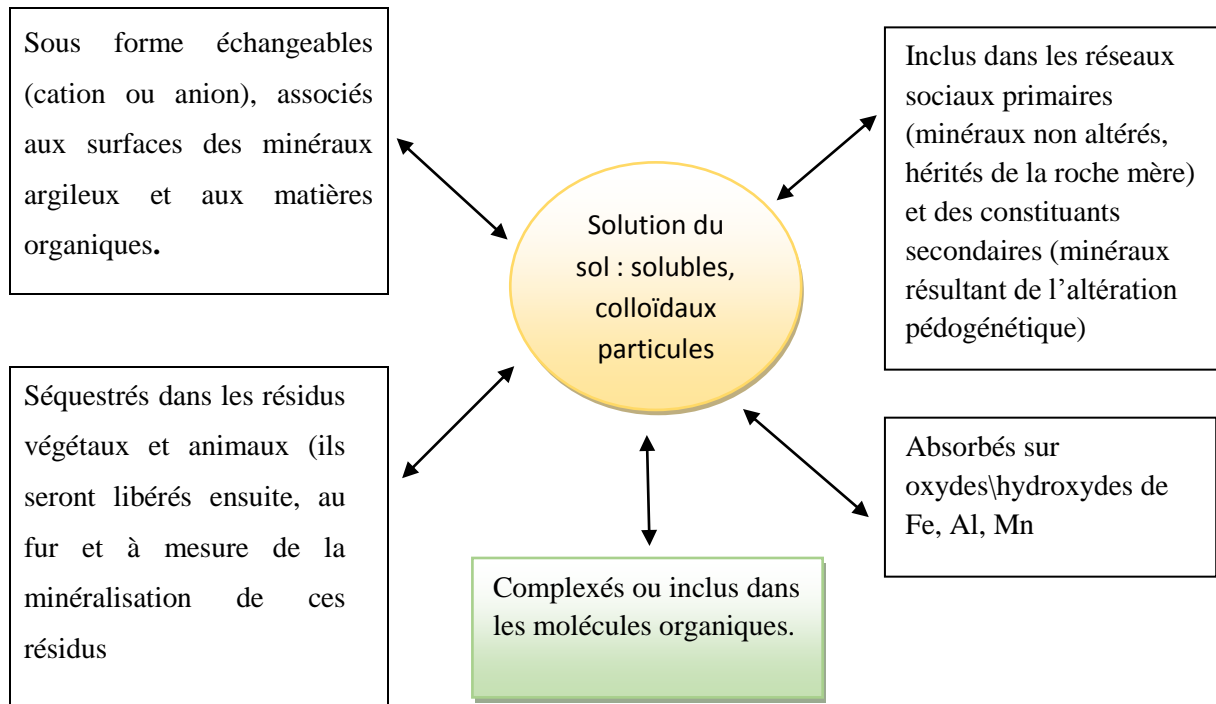 Sous forme échangeables
(cation ou anion), associés
aux surfaces des minéraux
argileux et aux matières
organiques.
Inclus dans les réseaux
sociaux primaires
(minéraux non altérés,
hérités de la roche mère)
et des constituants
secondaires (minéraux
résultant de l’altération
pédogénétique)
Solution du
sol : solubles,
colloïdaux
particules
Séquestrés dans les résidus
végétaux et animaux (ils
seront libérés ensuite, au
fur et à mesure de la
minéralisation de ces
résidus
Absorbés sur
oxydes\hydroxydes de
Fe, Al, Mn
Complexés ou inclus dans
les molécules organiques.